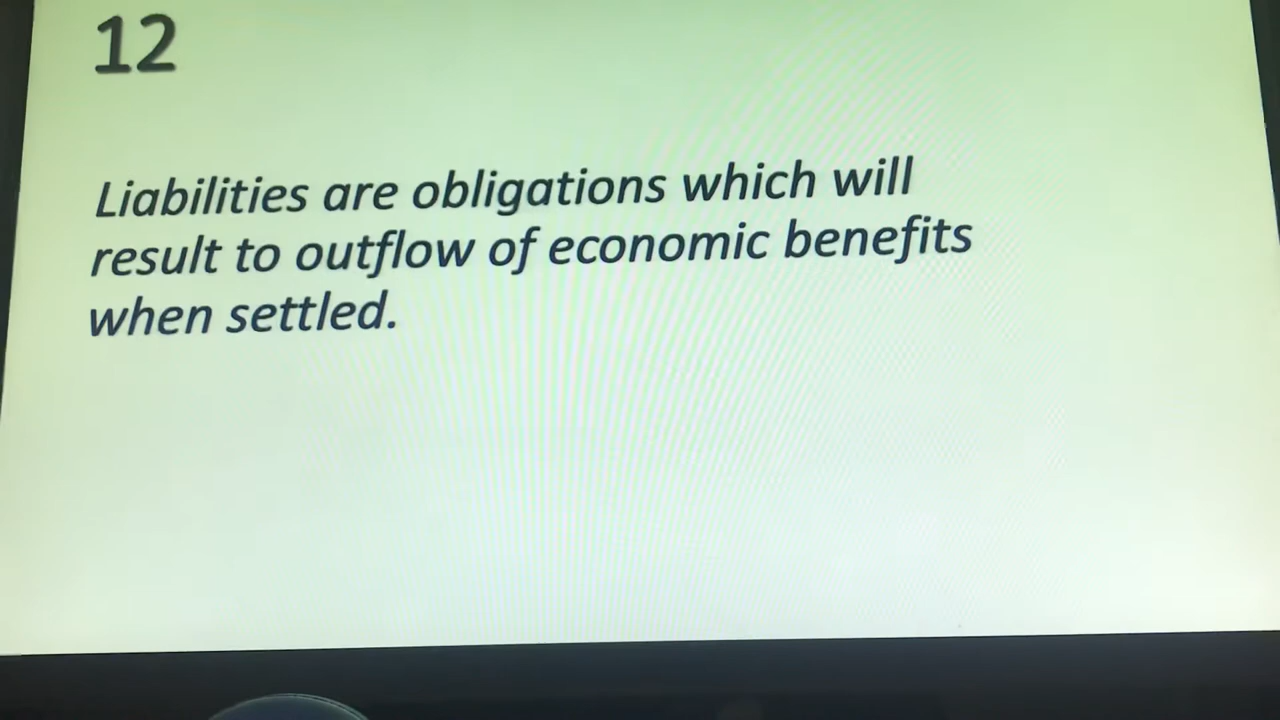 12
Liabilities are obligations which will
result to outflow of economic benefits
when settled.